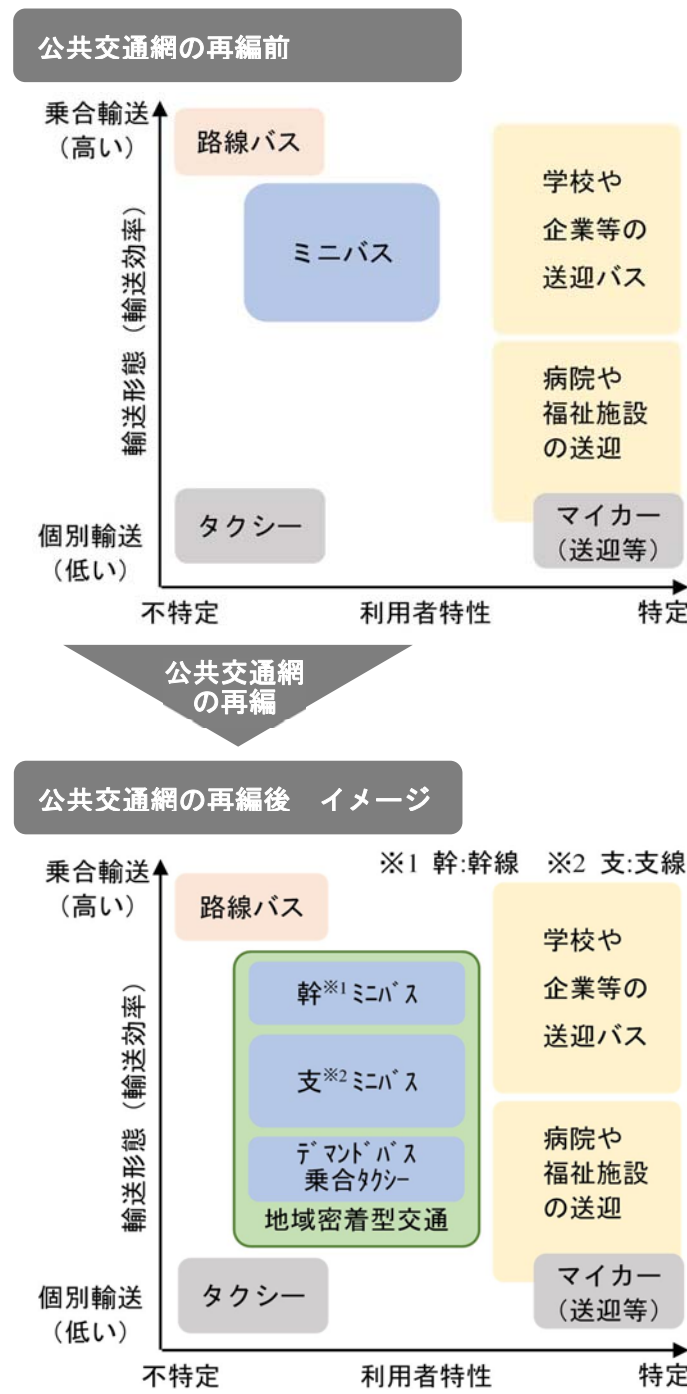 公共交通網の再編前
乗合輸送
（高い）
路線バス
ミニバス
学校や
企業等の
送迎バス
輸送形態（輸送効率）
病院や
福祉施設
の送迎
タクシー
マイカー
（送迎等）
個別輸送
（低い）
不特定
利用者特性
特定
公共交通網
の再編
公共交通網の再編後　イメージ
※1 幹:幹線　※2 支:支線
乗合輸送
（高い）
路線バス
幹※1 ﾐﾆﾊﾞｽ
支※2 ﾐﾆﾊﾞｽ
ﾃﾞﾏﾝﾄﾞﾊﾞｽ
乗合ﾀｸｼｰ
地域密着型交通
学校や
企業等の
送迎バス
輸送形態（輸送効率）
病院や
福祉施設
の送迎
タクシー
マイカー
（送迎等）
個別輸送
（低い）
不特定
利用者特性
特定